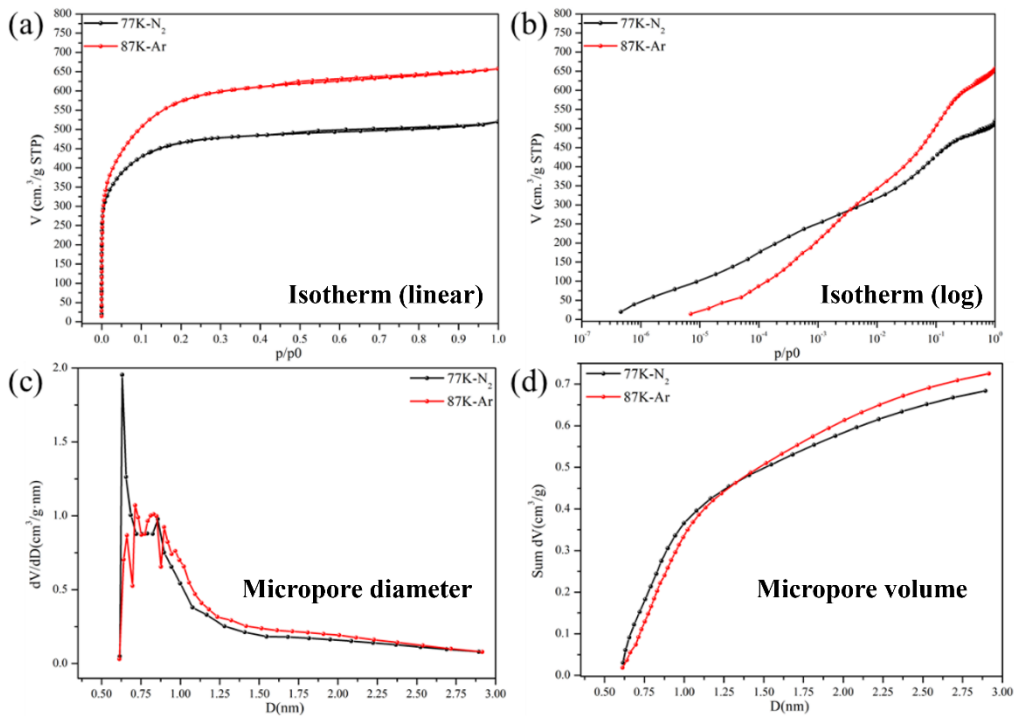 (a)
77K-N₂
87K-Ar
V (cm.³/g STP)
800
750
700
650
600
550
500
450
400
350
300
250
200
150
100
50
0
Isotherm (linear)
0.0 0.1 0.2 0.3 0.4 0.5 0.6 0.7 0.8 0.9 1.0
p/p0
(b)
77K-N₂
87K-Ar
V (cm.³/g STP)
800
750
700
650
600
550
500
450
400
350
300
250
200
150
100
50
0
Isotherm (log)
10⁻⁷ 10⁻⁶ 10⁻⁵ 10⁻⁴ 10⁻³ 10⁻² 10⁻¹ 10⁰
p/p0
(c)
77K-N₂
87K-Ar
dV/dD(cm³/g·nm)
2.0
1.5
1.0
0.5
0.0
Micropore diameter
0.50 0.75 1.00 1.25 1.50 1.75 2.00 2.25 2.50 2.75 3.00
D(nm)
(d)
77K-N₂
87K-Ar
Sum dV(cm³/g)
0.7
0.6
0.5
0.4
0.3
0.2
0.1
0.0
Micropore volume
0.50 0.75 1.00 1.25 1.50 1.75 2.00 2.25 2.50 2.75 3.00
D(nm)